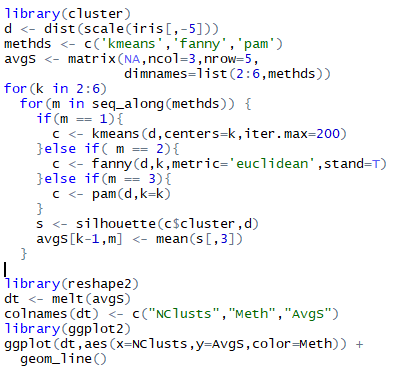 library(cluster)
d <- dist(scale(iris[,-5]))
methds <- c('kmeans','fanny','pam')
avgS <- matrix(NA,ncol=3,nrow=5,
               dimnames=list(2:6,methds))
for(k in 2:6)
  for(m in seq_along(methds)) {
    if(m == 1){
      c <- kmeans(d,centers=k,iter.max=200)
    }else if( m == 2){
      c <- fanny(d,k,metric='euclidean',stand=T)
    }else if(m == 3){
      c <- pam(d,k=k)
    }
    s <- silhouette(c$cluster,d)
    avgS[k-1,m] <- mean(s[,3])
  }
library(reshape2)
dt <- melt(avgS)
colnames(dt) <- c("NClusts","Meth","AvgS")
library(ggplot2)
ggplot(dt,aes(x=NClusts,y=AvgS,color=Meth)) +
  geom_line()